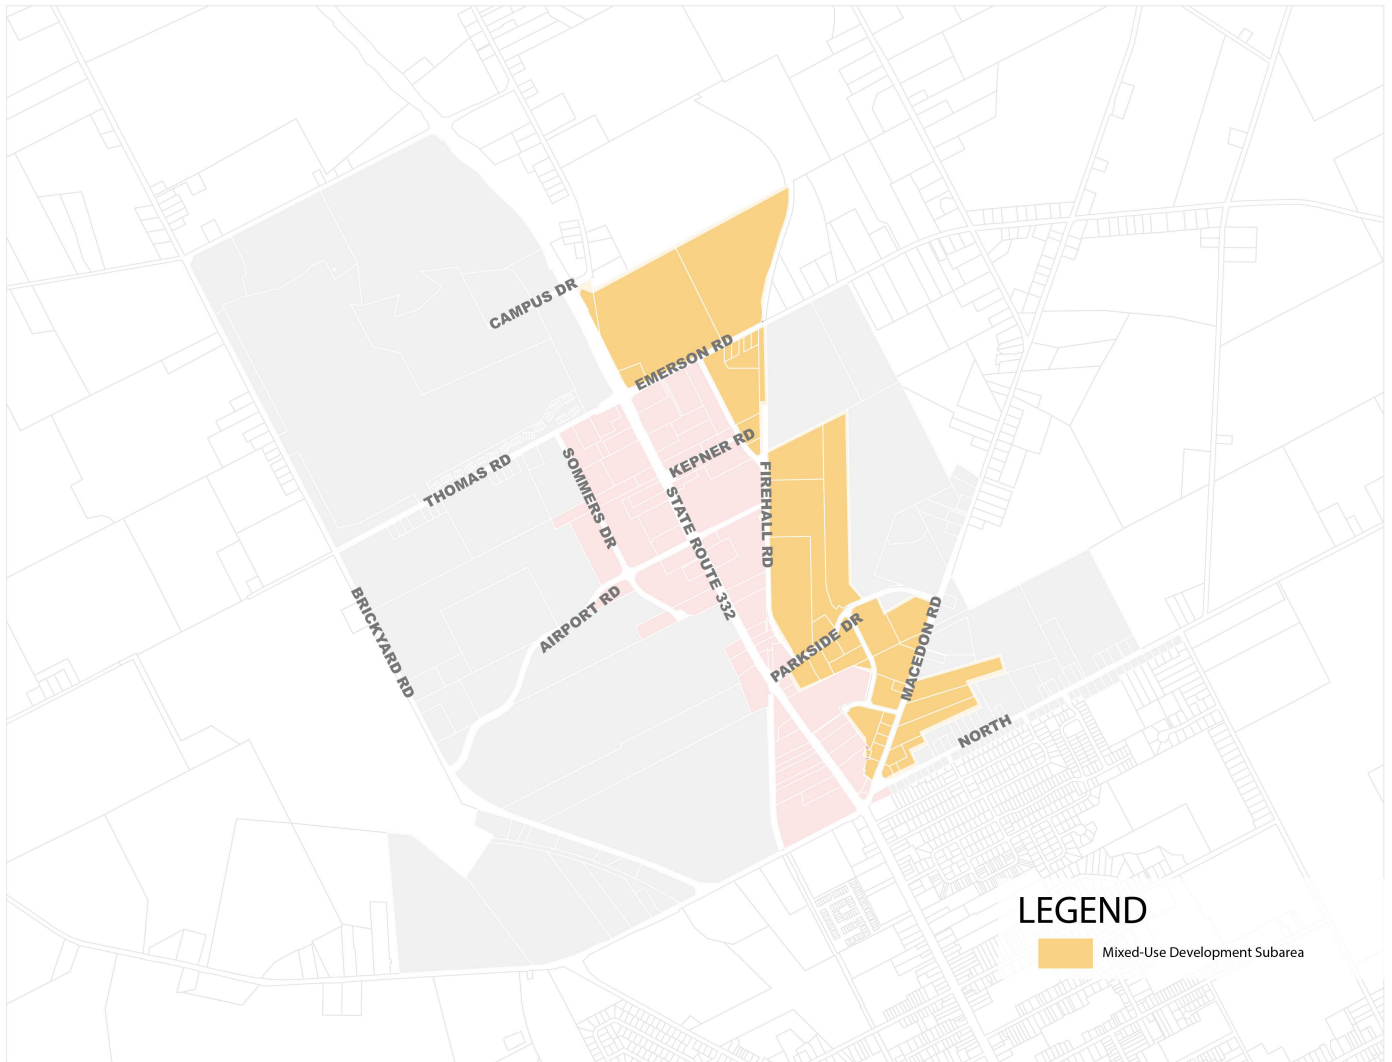 CAMPUS DR
EMERSON RD
KEPNER RD
THOMAS RD
SOMMERS DR
STATE ROUTE 332
FIREHALL RD
AIRPORT RD
BRICKYARD RD
PARKSIDE DR
MACEDON RD
NORTH
LEGEND
Mixed-Use Development Subarea